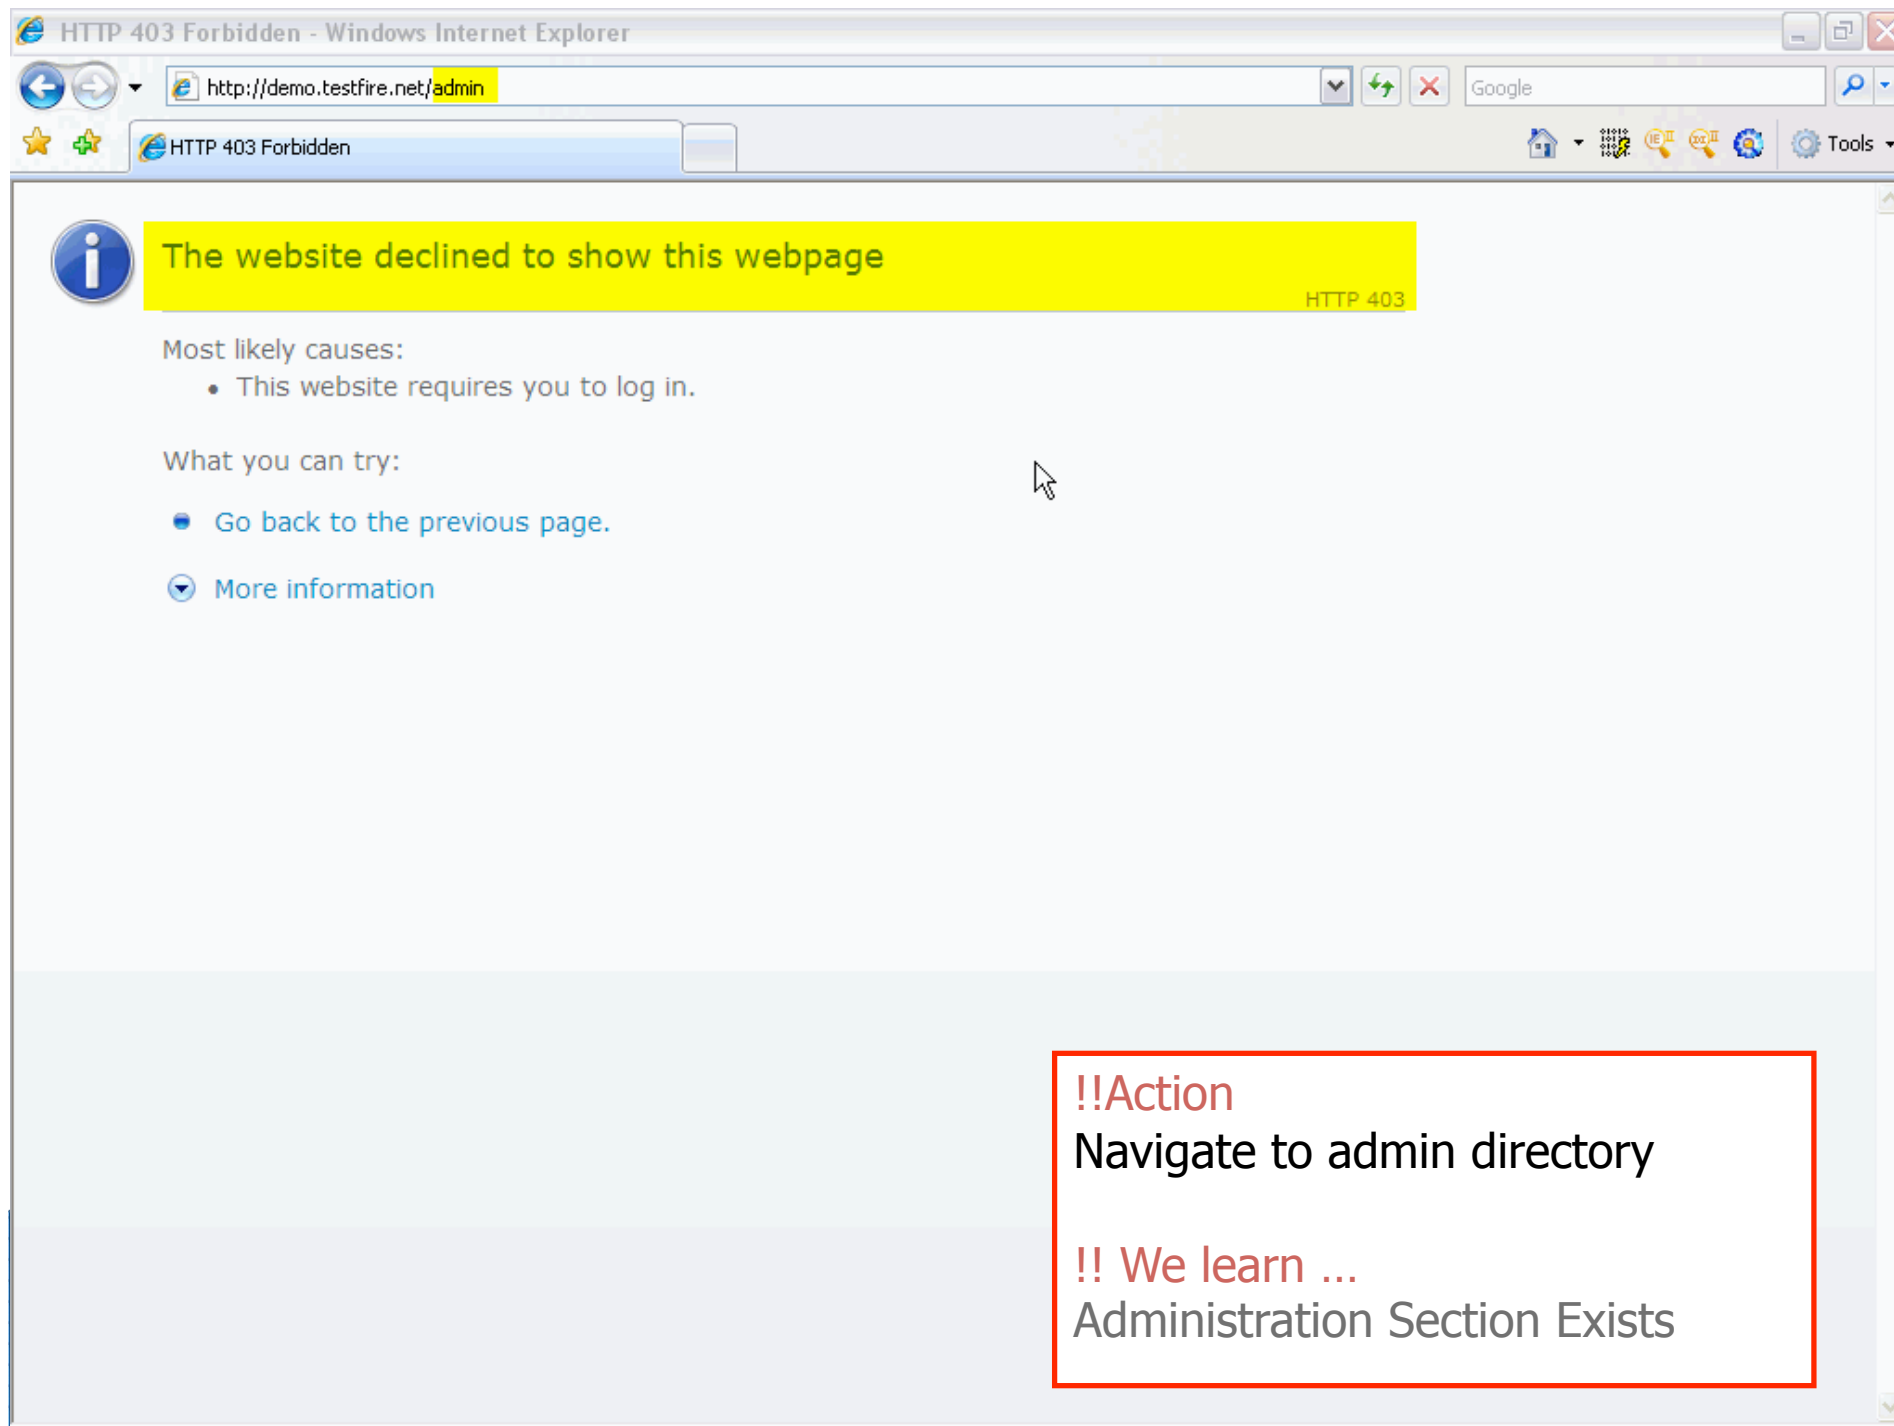 HTTP 403 Forbidden - Windows Internet Explorer
http://demo.testfire.net/admin
Google
HTTP 403 Forbidden
Tools
The website declined to show this webpage
HTTP 403
Most likely causes:
• This website requires you to log in.
What you can try:
Go back to the previous page.
More information
!!Action
Navigate to admin directory
!! We learn ...
Administration Section Exists